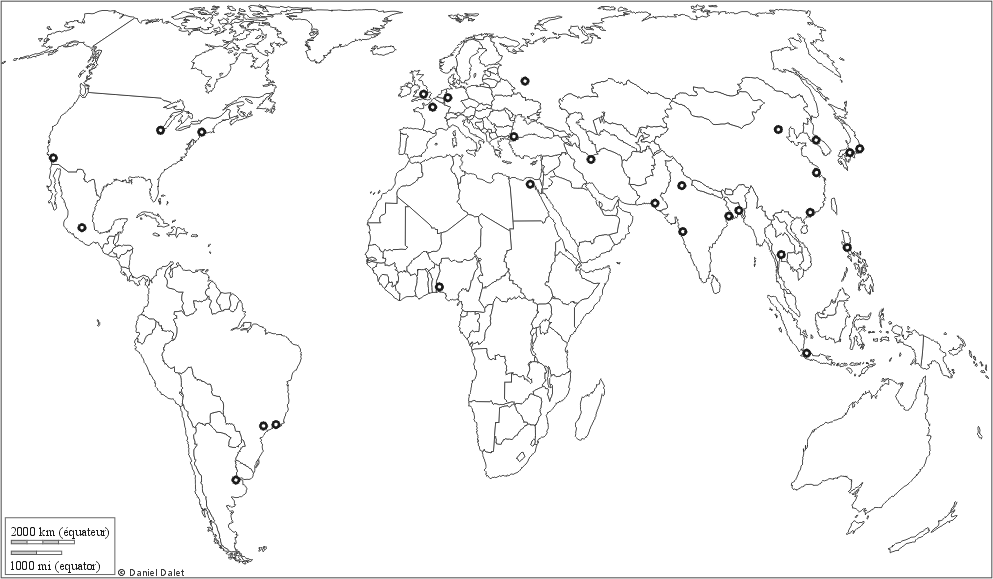 2000 km (équateur)
1000 mi (equator)
© Daniel Dalet